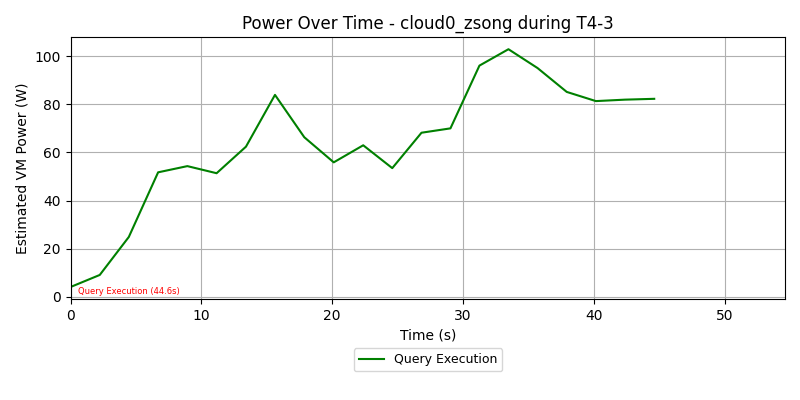 Power Over Time - cloud0_zsong during T4-3
Estimated VM Power (W)
100
80
60
40
20
0
Query Execution (44.6s)
0 10 20 30 40 50
Time (s)
Query Execution